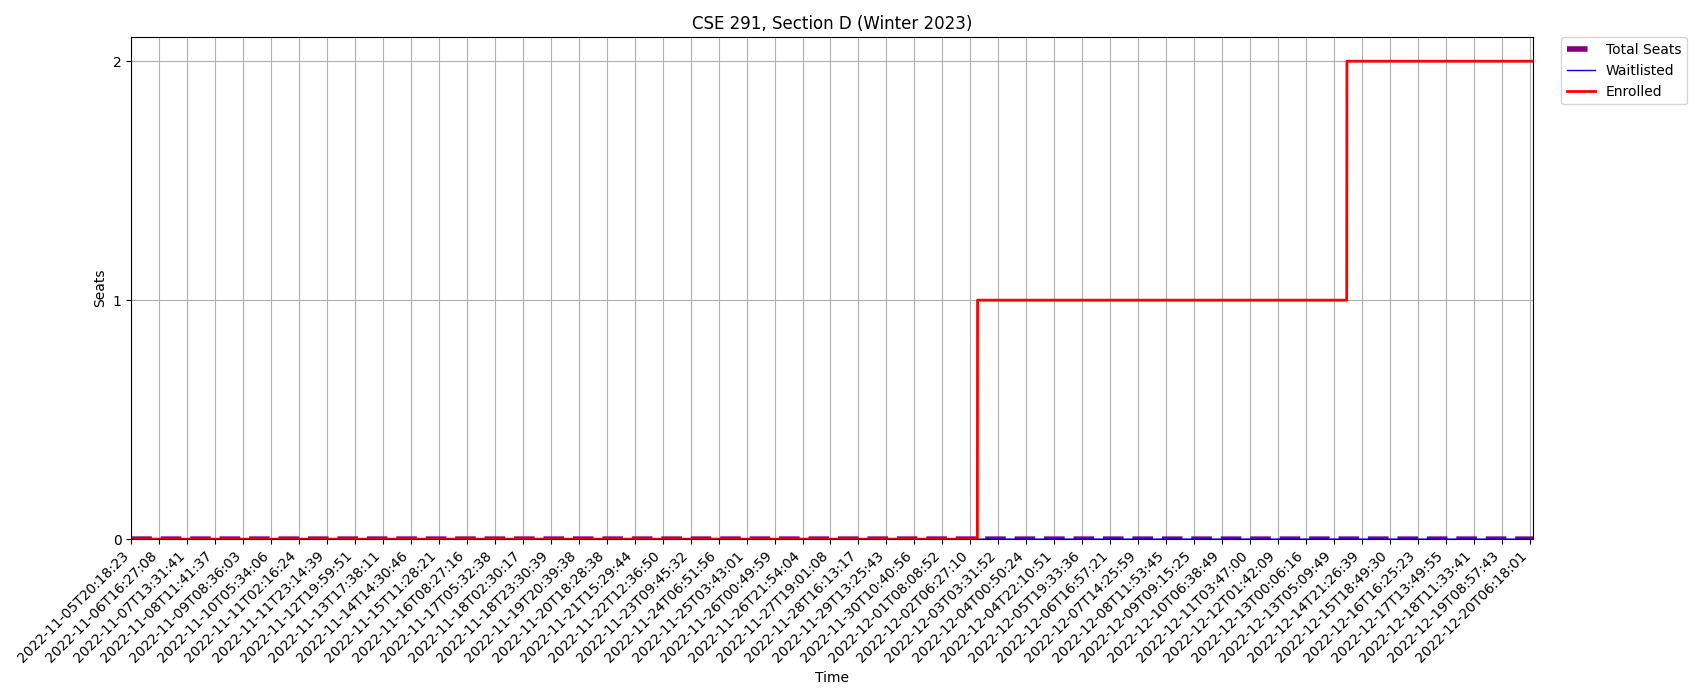 CSE 291, Section D (Winter 2023)
Total Seats
Waitlisted
Enrolled
2
1
0
Seats
2022-11-05T20:18:23
2022-11-06T16:27:08
2022-11-07T13:31:41
2022-11-08T11:41:37
2022-11-09T08:36:03
2022-11-10T05:34:06
2022-11-11T02:16:24
2022-11-11T23:14:39
2022-11-12T19:59:51
2022-11-13T17:38:11
2022-11-14T14:30:46
2022-11-15T11:28:21
2022-11-16T08:27:16
2022-11-17T05:32:38
2022-11-18T02:30:17
2022-11-18T23:30:39
2022-11-19T20:39:38
2022-11-20T18:28:38
2022-11-21T15:29:44
2022-11-22T12:36:50
2022-11-23T09:45:32
2022-11-24T06:51:56
2022-11-25T03:43:01
2022-11-26T00:49:59
2022-11-26T21:54:04
2022-11-27T19:01:08
2022-11-28T16:13:17
2022-11-29T13:25:43
2022-11-30T10:40:56
2022-12-01T08:08:52
2022-12-02T06:27:10
2022-12-03T03:31:52
2022-12-04T00:50:24
2022-12-04T22:10:51
2022-12-05T19:33:36
2022-12-06T16:57:21
2022-12-07T14:25:59
2022-12-08T11:53:45
2022-12-09T09:15:25
2022-12-10T06:38:49
2022-12-11T03:47:00
2022-12-12T01:42:09
2022-12-13T00:06:16
2022-12-13T05:09:49
2022-12-14T21:26:39
2022-12-15T18:49:30
2022-12-16T16:25:23
2022-12-17T13:49:55
2022-12-18T11:33:41
2022-12-19T08:57:43
2022-12-20T06:18:01
Time